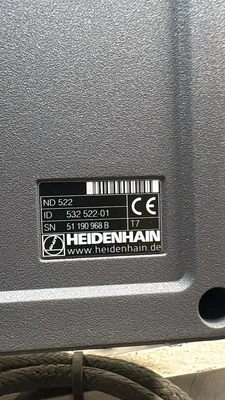 ND 522
ID 532 522-01
SN 51 190 968 B T7
CE
HEIDENHAIN
www.heidenhain.de